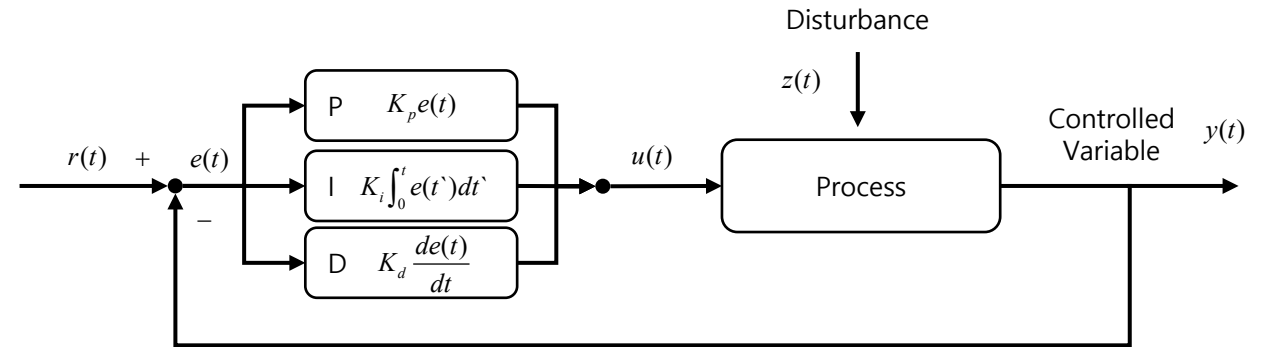 Disturbance
z(t)
P K_p e(t)
Controlled
Variable
y(t)
r(t) + e(t)
u(t)
I K_i ∫_0^t e(t`)dt`
Process
−
D K_d de(t)/dt